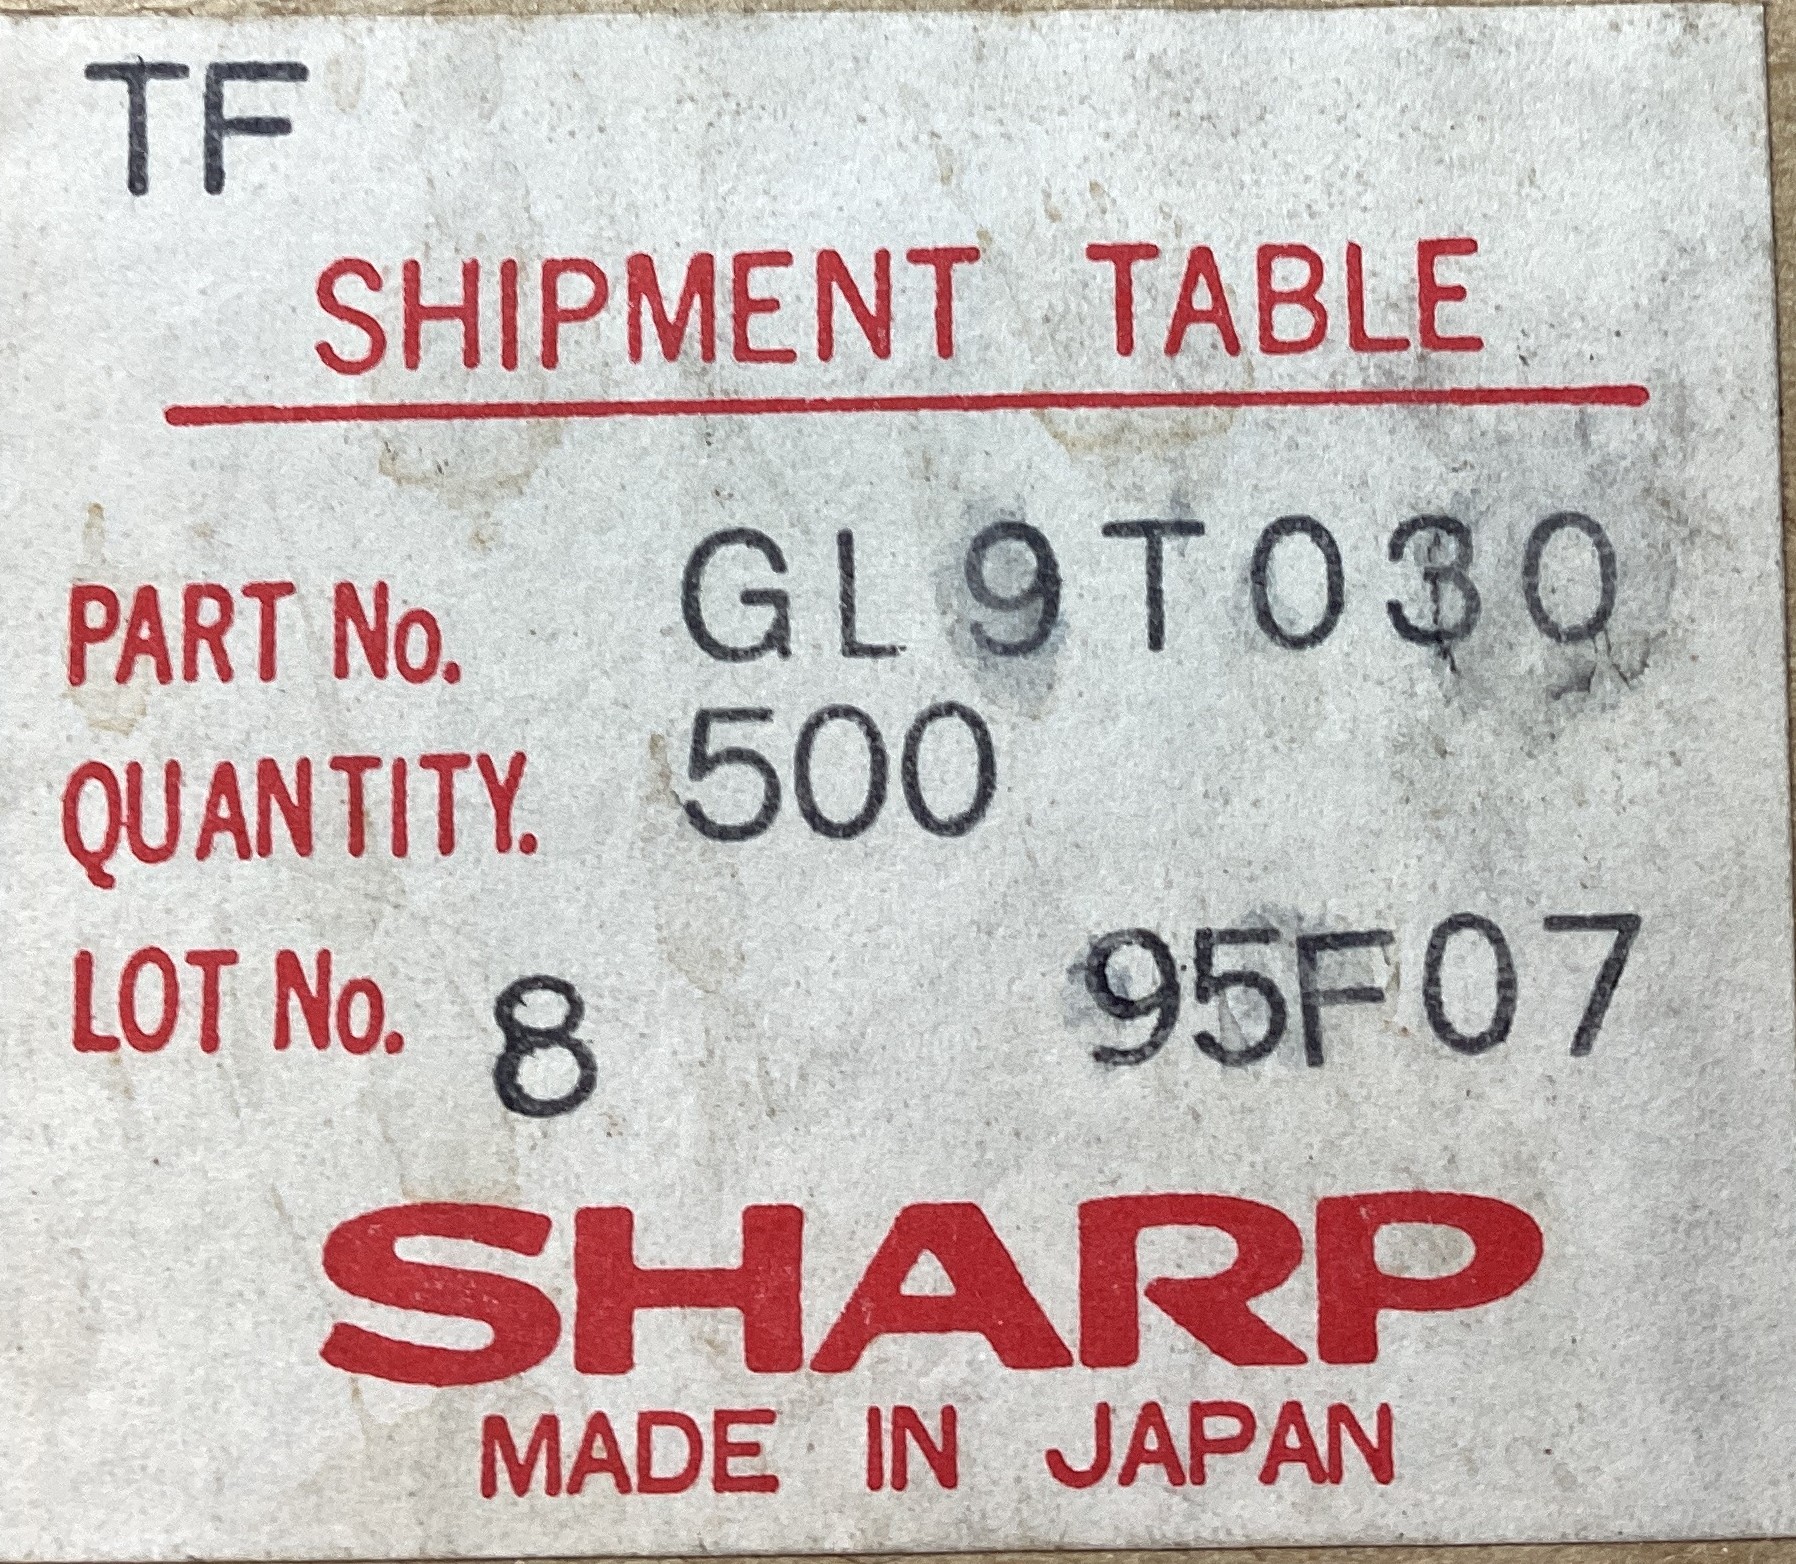 TF
SHIPMENT TABLE
PART No. GL9T030
QUANTITY. 500
LOT No. 8 95F07
SHARP
MADE IN JAPAN